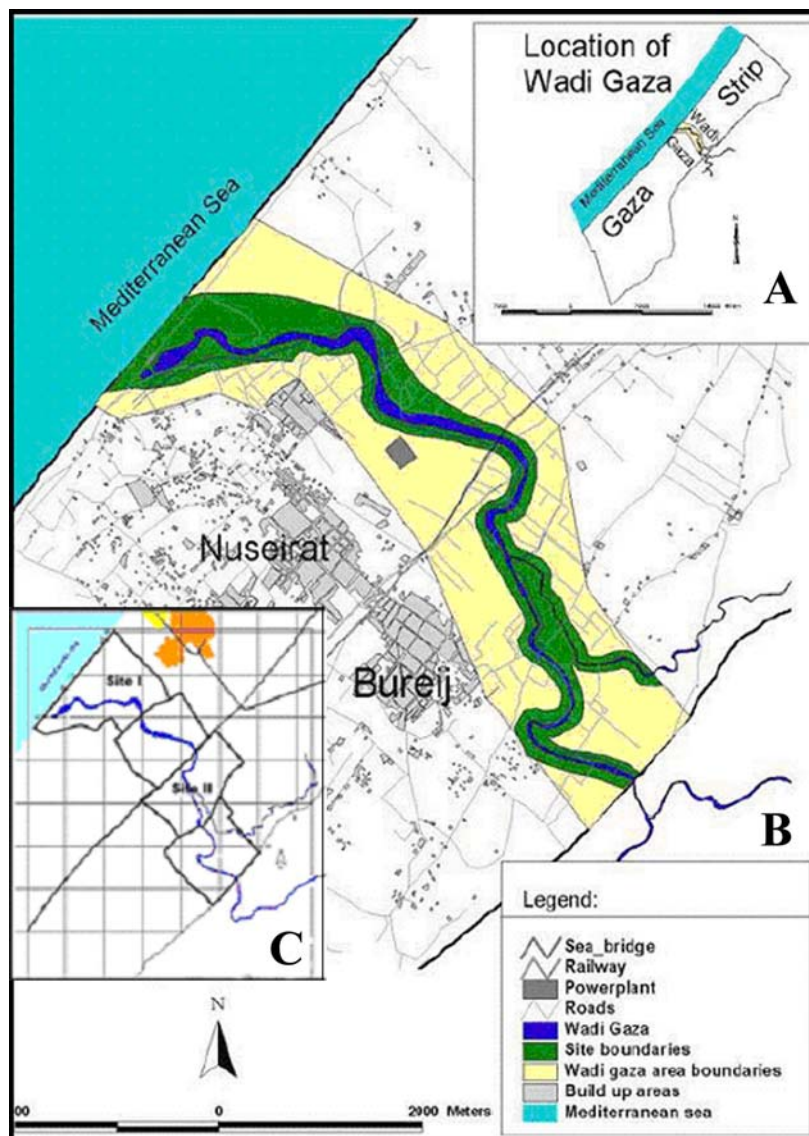 Location of
Wadi Gaza
Mediterranean Sea
Gaza
Wadi
Gaza
Strip
N
A
Mediterranean Sea
Nuseirat
Bureij
B
Site I
Site II
C
Legend:
Sea_bridge
Railway
Powerplant
Roads
Wadi Gaza
Site boundaries
Wadi gaza area boundaries
Build up areas
Mediterranean sea
N
0
2000 Meters